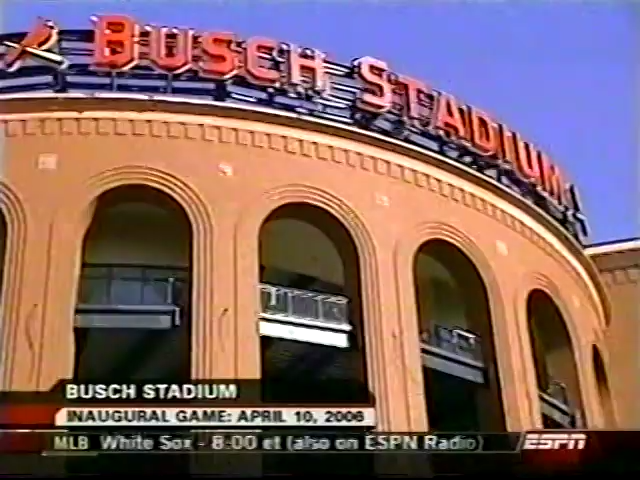 BUSCH STADIUM
BUSCH STADIUM
INAUGURAL GAME: APRIL 10, 2006
MLB White Sox - 8:00 et (also on ESPN Radio)
ESPN